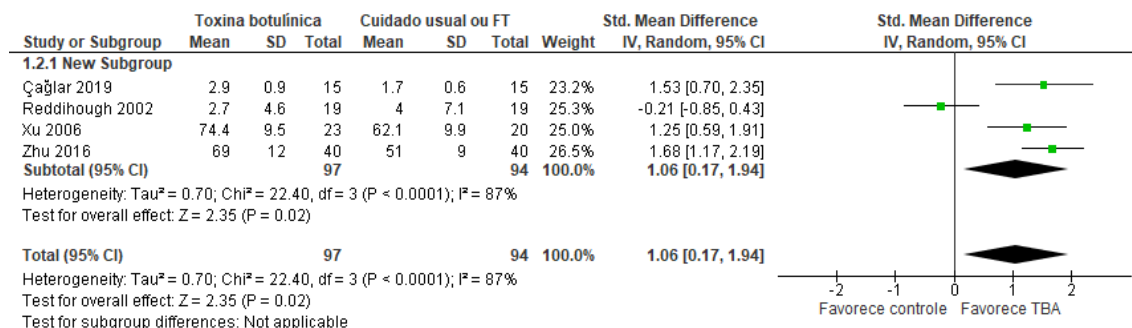 Toxina botulínica Cuidado usual ou FT Std. Mean Difference Std. Mean Difference
Study or Subgroup Mean SD Total Mean SD Total Weight IV, Random, 95% CI IV, Random, 95% CI
1.2.1 New Subgroup
Çağlar 2019 2.9 0.9 15 1.7 0.6 15 23.2% 1.53 [0.70, 2.35]
Reddihough 2002 2.7 4.6 19 4 7.1 19 25.3% -0.21 [-0.85, 0.43]
Xu 2006 74.4 9.5 23 62.1 9.9 20 25.0% 1.25 [0.59, 1.91]
Zhu 2016 69 12 40 51 9 40 26.5% 1.68 [1.17, 2.19]
Subtotal (95% CI) 97 94 100.0% 1.06 [0.17, 1.94]
Heterogeneity: Tau² = 0.70; Chi² = 22.40, df = 3 (P < 0.0001); I² = 87%
Test for overall effect: Z = 2.35 (P = 0.02)
Total (95% CI) 97 94 100.0% 1.06 [0.17, 1.94]
Heterogeneity: Tau² = 0.70; Chi² = 22.40, df = 3 (P < 0.0001); I² = 87%
Test for overall effect: Z = 2.35 (P = 0.02)
Test for subgroup differences: Not applicable
-2 -1 0 1 2
Favorece controle Favorece TBA